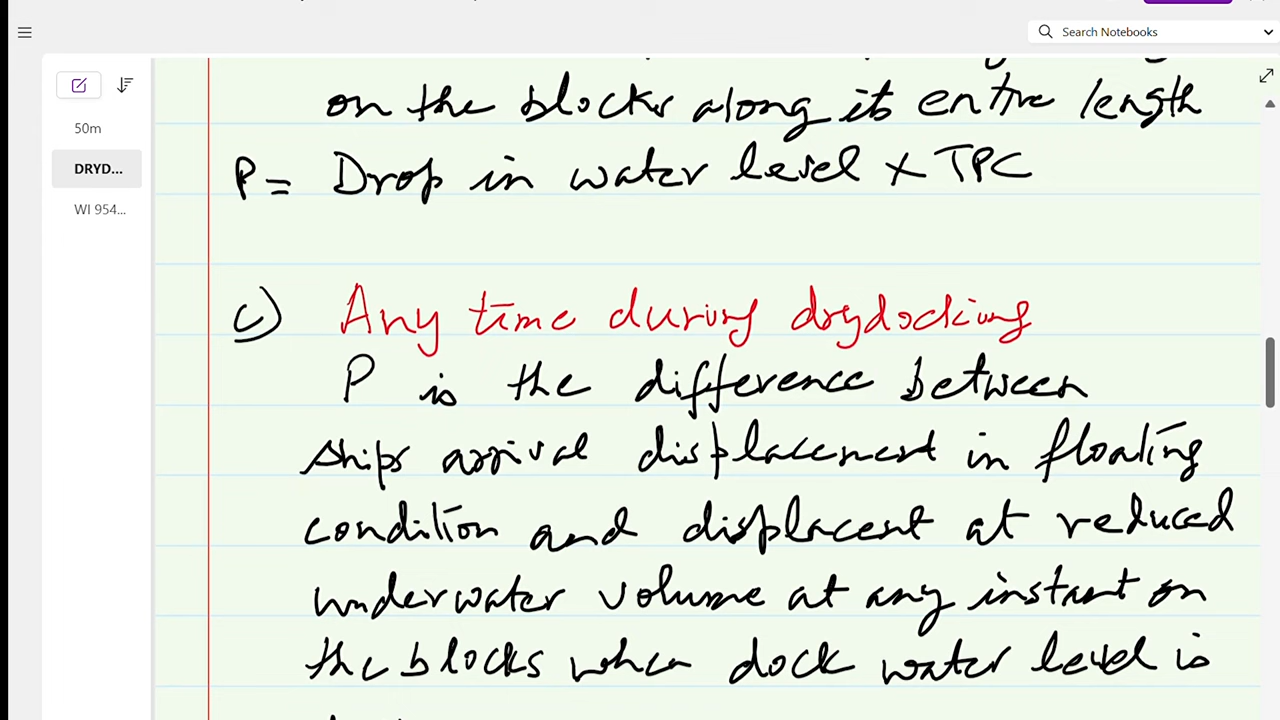 Search Notebooks
50m
DRYD...
WI 954...
on the blocks along its entire length
P = Drop in water level × TPC
c) Any time during drydocking
P is the difference between
ships arrival displacement in floating
condition and displacent at reduced
underwater volume at any instant on
the blocks when dock water level is